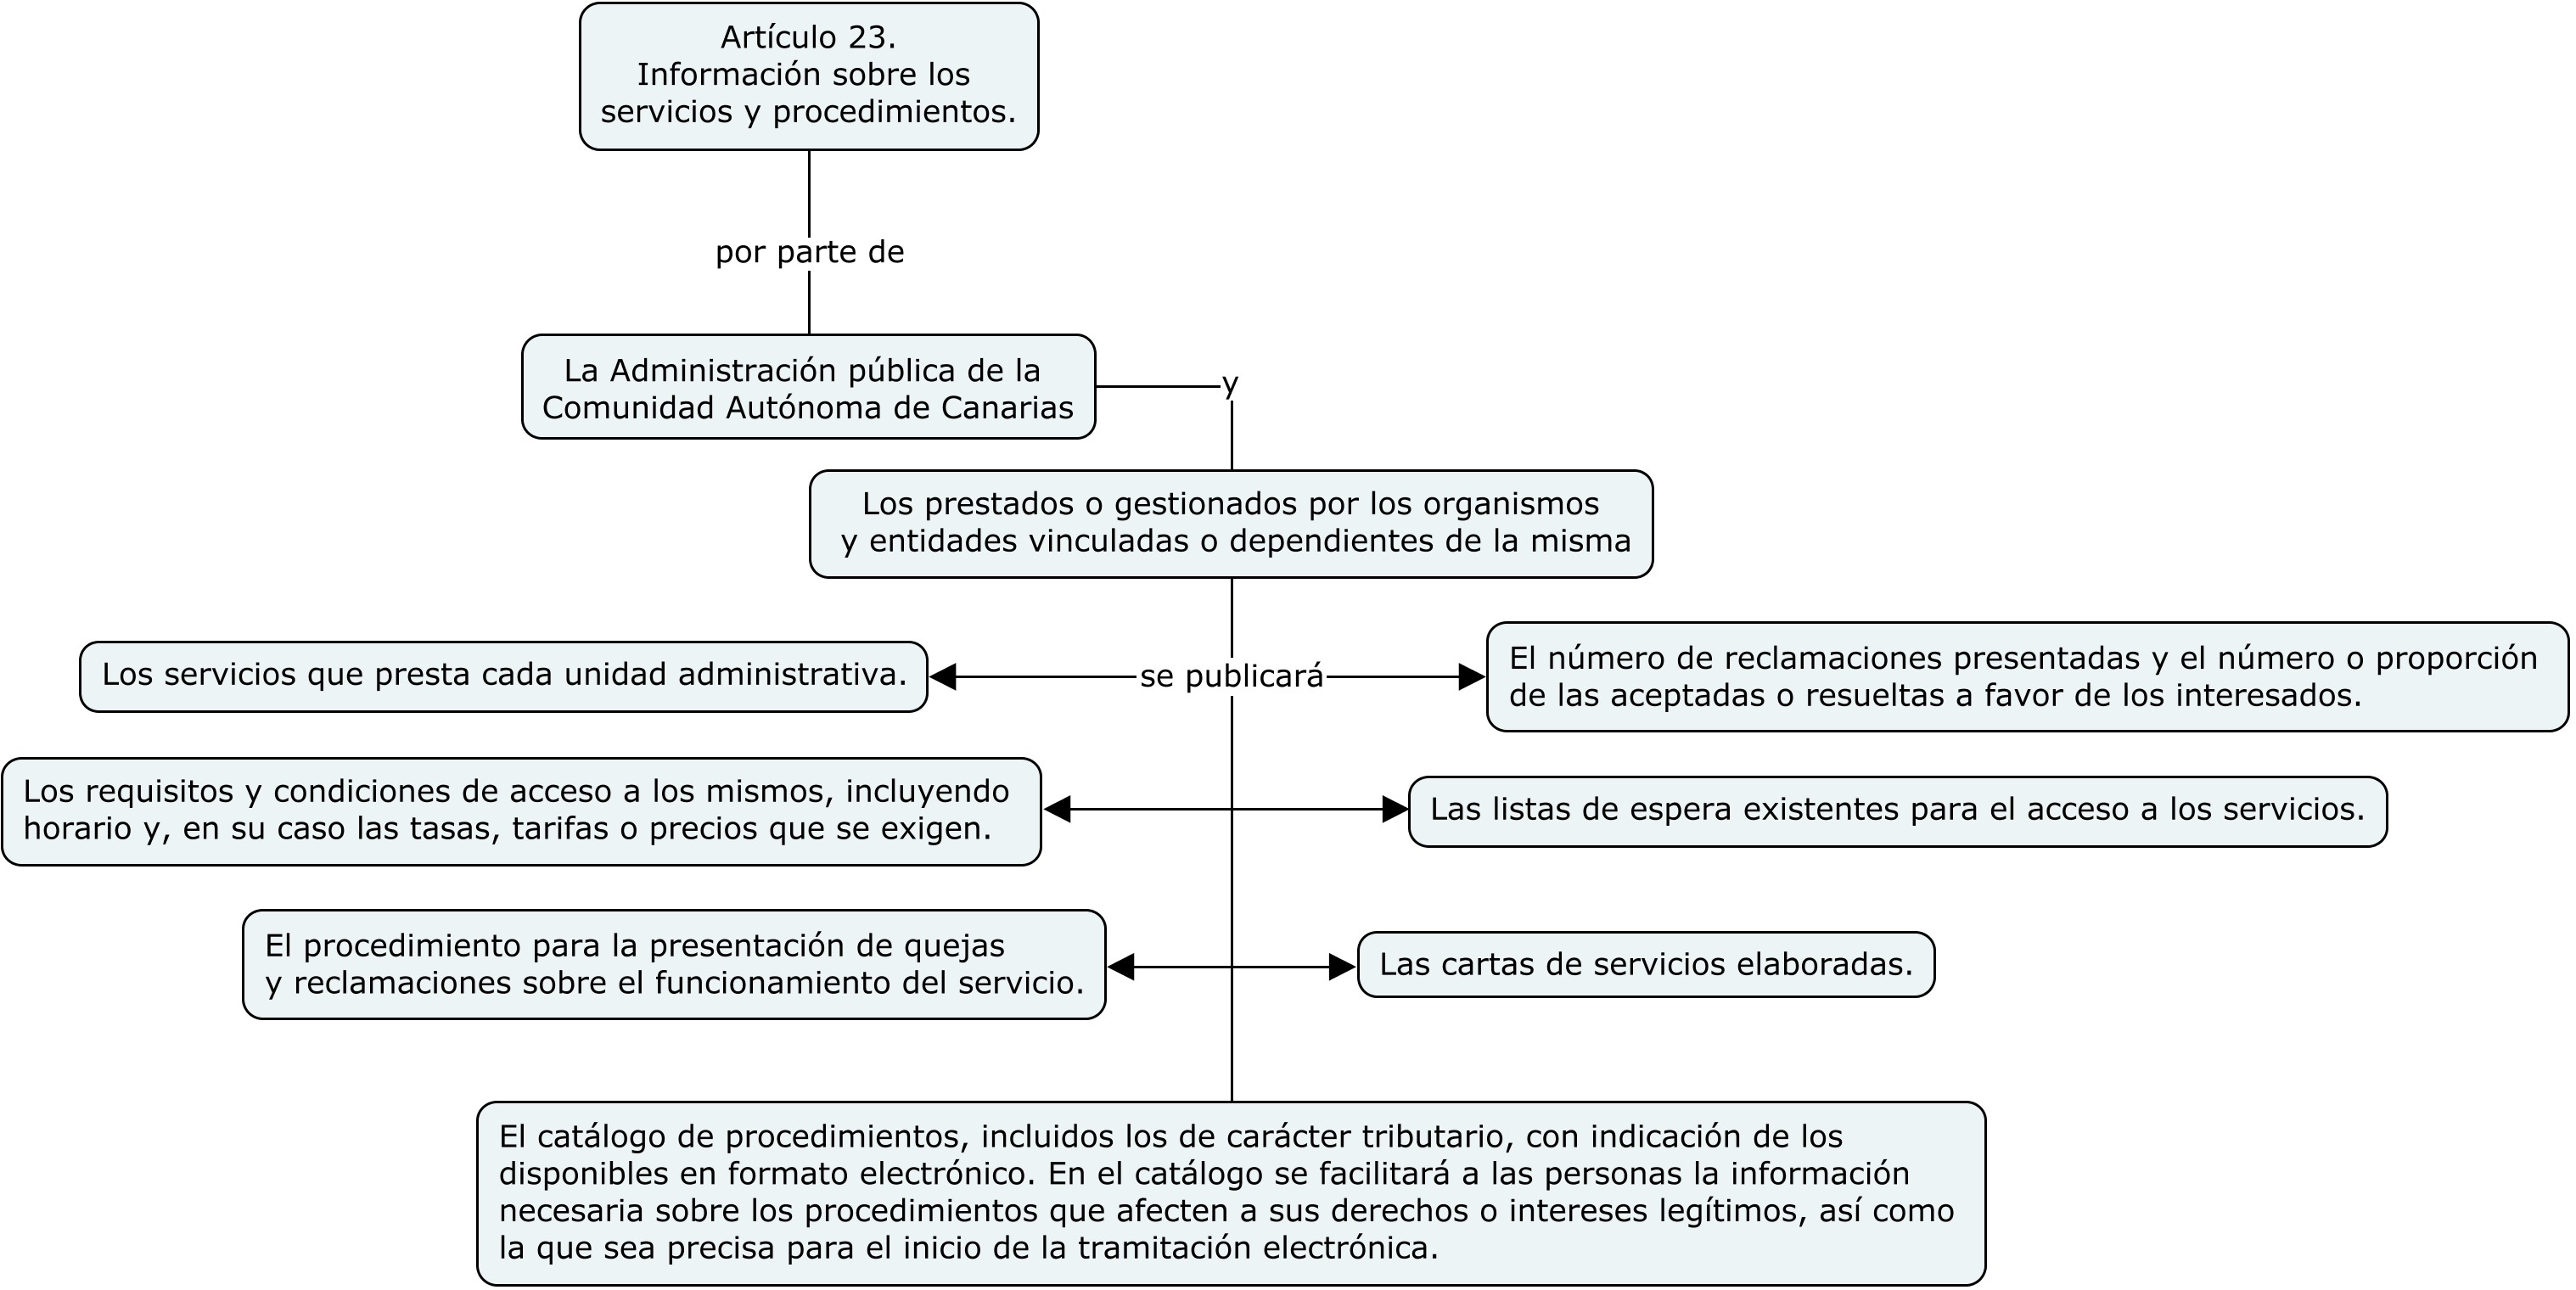 Artículo 23.
Información sobre los
servicios y procedimientos.
por parte de
La Administración pública de la
Comunidad Autónoma de Canarias
y
Los prestados o gestionados por los organismos
y entidades vinculadas o dependientes de la misma
se publicará
Los servicios que presta cada unidad administrativa.
El número de reclamaciones presentadas y el número o proporción
de las aceptadas o resueltas a favor de los interesados.
Los requisitos y condiciones de acceso a los mismos, incluyendo
horario y, en su caso las tasas, tarifas o precios que se exigen.
Las listas de espera existentes para el acceso a los servicios.
El procedimiento para la presentación de quejas
y reclamaciones sobre el funcionamiento del servicio.
Las cartas de servicios elaboradas.
El catálogo de procedimientos, incluidos los de carácter tributario, con indicación de los
disponibles en formato electrónico. En el catálogo se facilitará a las personas la información
necesaria sobre los procedimientos que afecten a sus derechos o intereses legítimos, así como
la que sea precisa para el inicio de la tramitación electrónica.